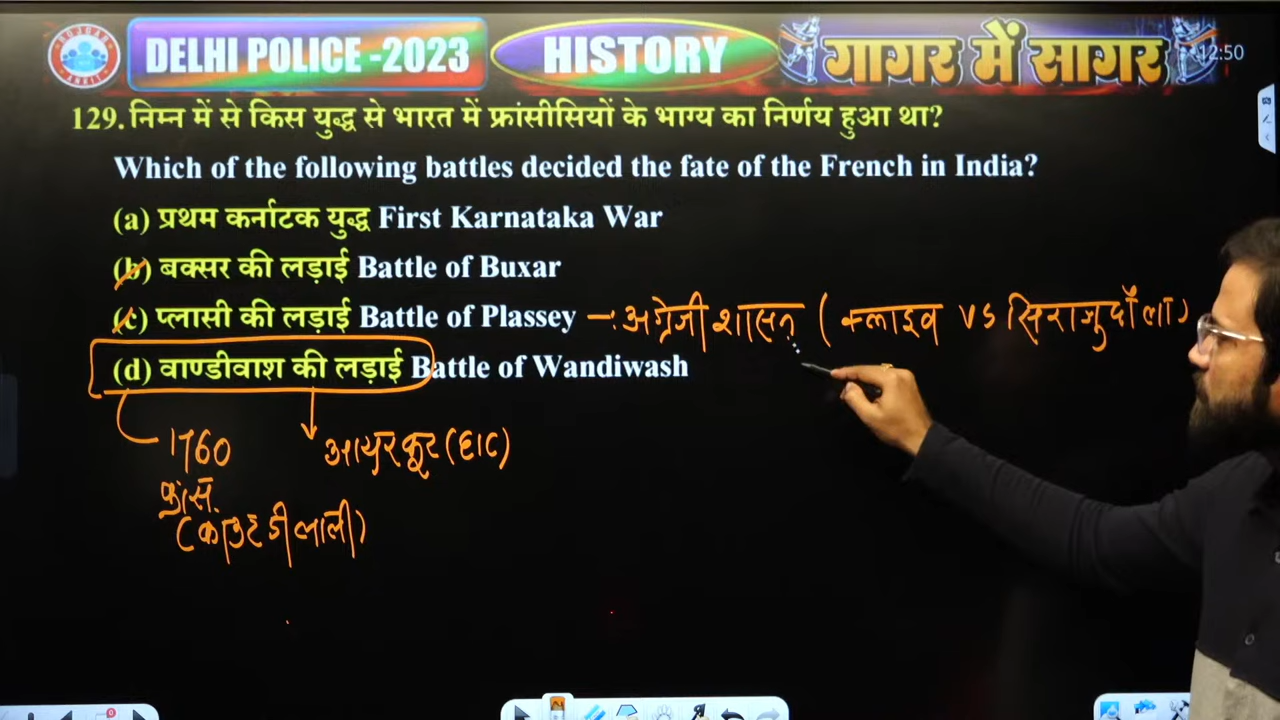 ROJGAR
ANKIT
DELHI POLICE -2023
HISTORY
गागर में सागर
12:50
129. निम्न में से किस युद्ध से भारत में फ्रांसीसियों के भाग्य का निर्णय हुआ था?
Which of the following battles decided the fate of the French in India?
(a) प्रथम कर्नाटक युद्ध First Karnataka War
(b) बक्सर की लड़ाई Battle of Buxar
(c) प्लासी की लड़ाई Battle of Plassey → अंग्रेजी शासन (क्लाइव VS सिराजुदौला)
(d) वाण्डीवाश की लड़ाई Battle of Wandiwash
1760 आयरकूट
फ्रांस
(काउंट डी लाली)